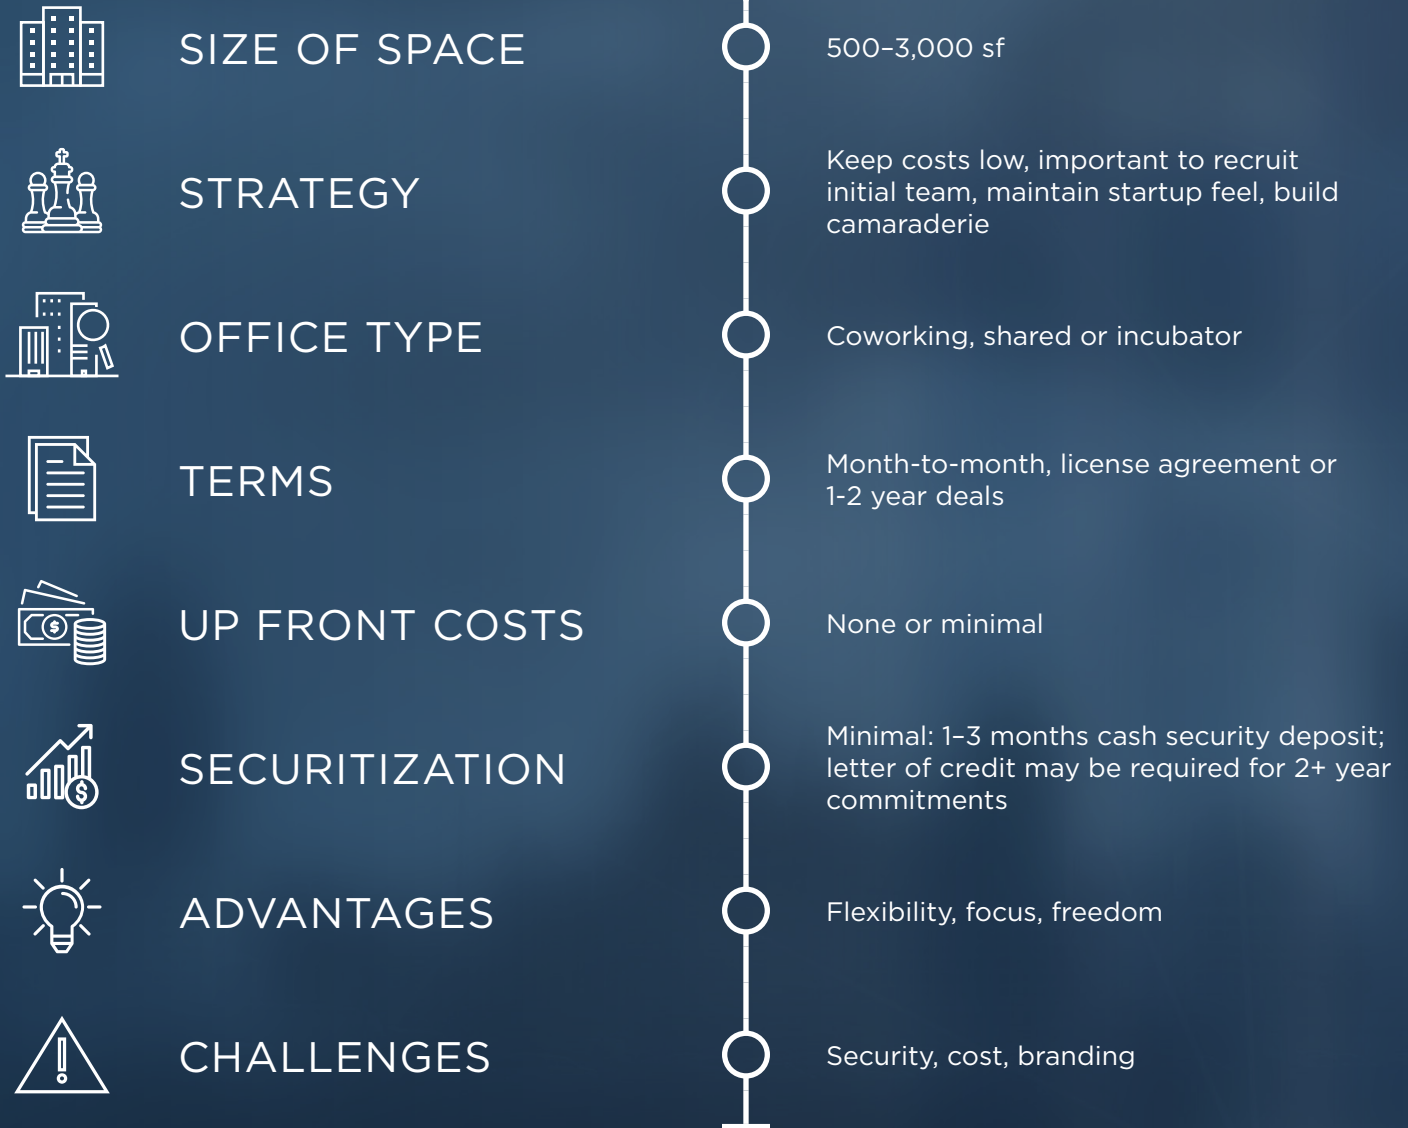 SIZE OF SPACE
500–3,000 sf
STRATEGY
Keep costs low, important to recruit
initial team, maintain startup feel, build
camaraderie
OFFICE TYPE
Coworking, shared or incubator
TERMS
Month-to-month, license agreement or
1-2 year deals
UP FRONT COSTS
None or minimal
SECURITIZATION
Minimal: 1–3 months cash security deposit;
letter of credit may be required for 2+ year
commitments
ADVANTAGES
Flexibility, focus, freedom
CHALLENGES
Security, cost, branding